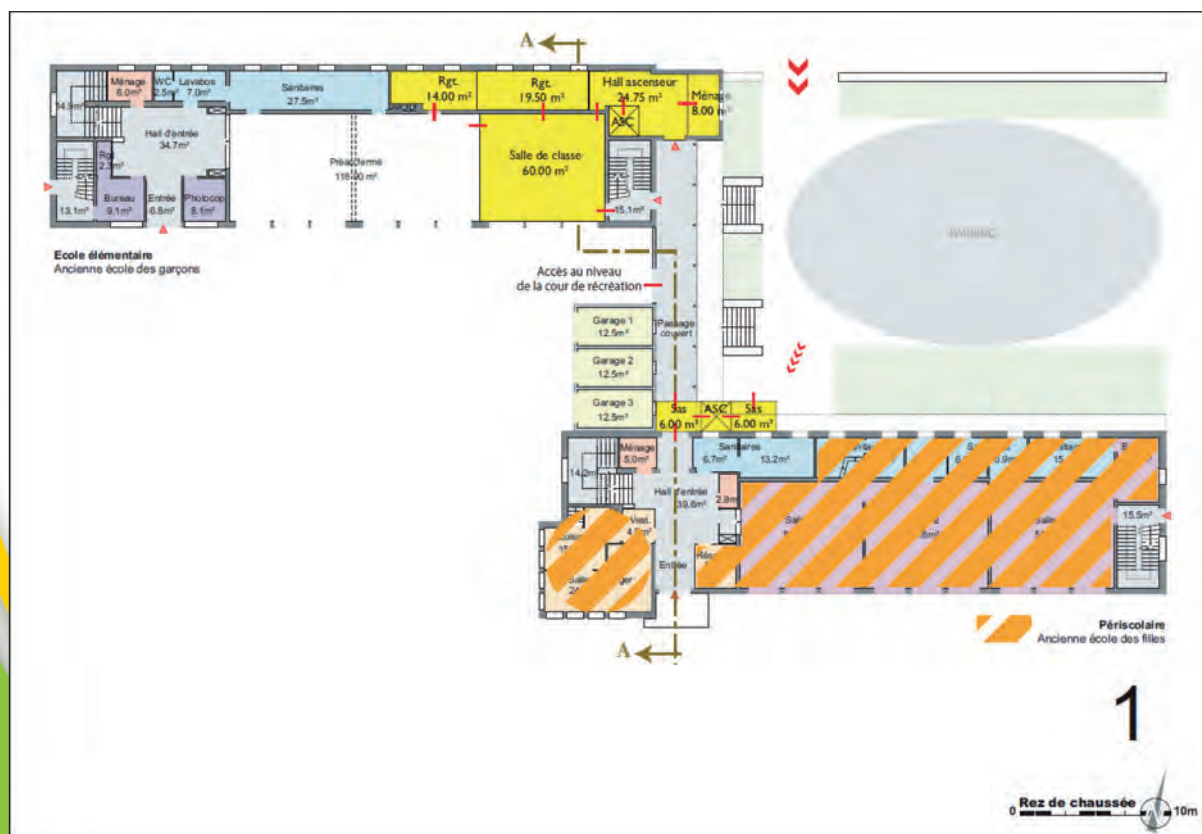 A
Ménage
6.0m²
WC
2.5m²
Lavabos
7.0m²
Sanitaires
27.5m²
Rgt.
14.00 m²
Rgt.
19.50 m²
Hall ascenseur
24.75 m²
Ménage
8.00 m²
ASC
14.9m²
Hall d'entrée
34.7m²
Préau fermé
Salle de classe
60.00 m²
15.1m²
13.1m²
Bureau
9.1m²
Entrée
6.8m²
Photocop
8.1m²
PARKING
Ecole élémentaire
Ancienne école des garçons
Accès au niveau
de la cour de récréation
Garage 1
12.5m²
Passage
couvert
Garage 2
12.5m²
Garage 3
12.5m²
Sas
6.00 m²
ASC
Sas
6.00 m²
Ménage
5.0m²
Sanitaires
6.7m²
13.2m²
14.2m²
Hall d'entrée
39.6m²
15.5m²
Vest.
Entrée
Périscolaire
Ancienne école des filles
A
1
Rez de chaussée
0
10m